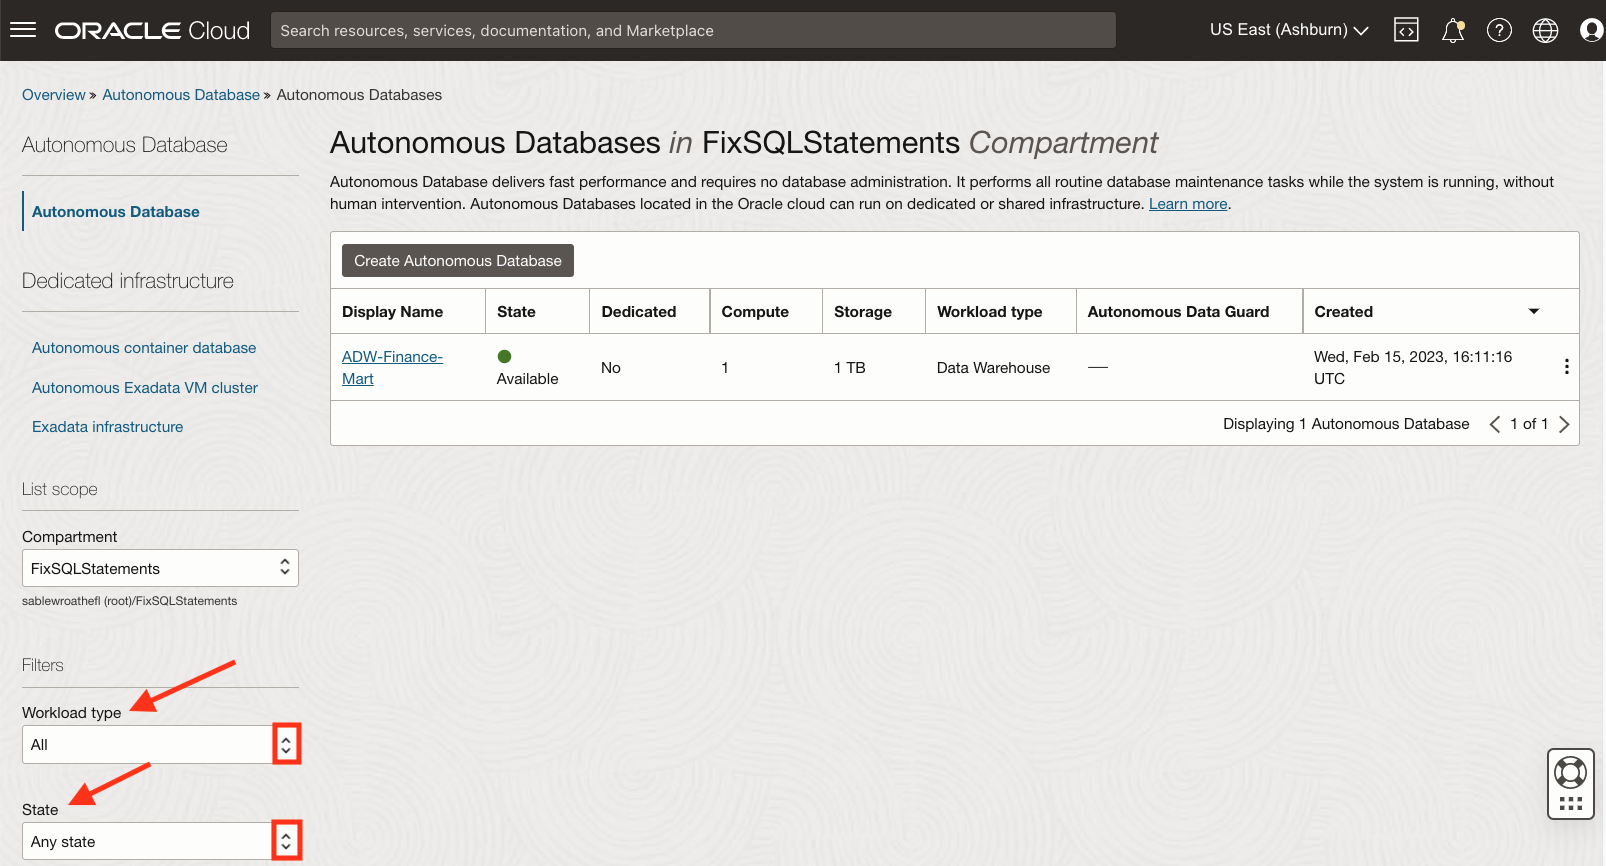 ORACLE Cloud
Search resources, services, documentation, and Marketplace
US East (Ashburn)
Overview » Autonomous Database » Autonomous Databases
Autonomous Database
Autonomous Database
Dedicated infrastructure
Autonomous container database
Autonomous Exadata VM cluster
Exadata infrastructure
List scope
Compartment
FixSQLStatements
sablewroathefl (root)/FixSQLStatements
Filters
Workload type
All
State
Any state
Autonomous Databases in FixSQLStatements Compartment
Autonomous Database delivers fast performance and requires no database administration. It performs all routine database maintenance tasks while the system is running, without
human intervention. Autonomous Databases located in the Oracle cloud can run on dedicated or shared infrastructure. Learn more.
Create Autonomous Database
Display Name State Dedicated Compute Storage Workload type Autonomous Data Guard Created
ADW-Finance-
Mart
Available
No
1
1 TB
Data Warehouse
—
Wed, Feb 15, 2023, 16:11:16
UTC
Displaying 1 Autonomous Database 1 of 1